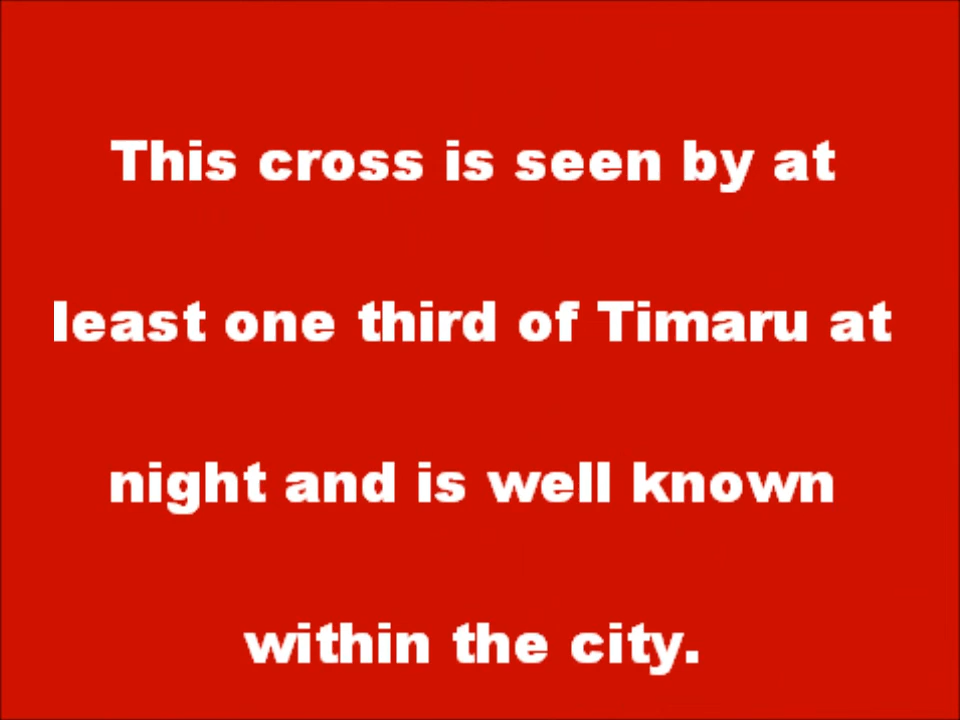 This cross is seen by at
least one third of Timaru at
night and is well known
within the city.